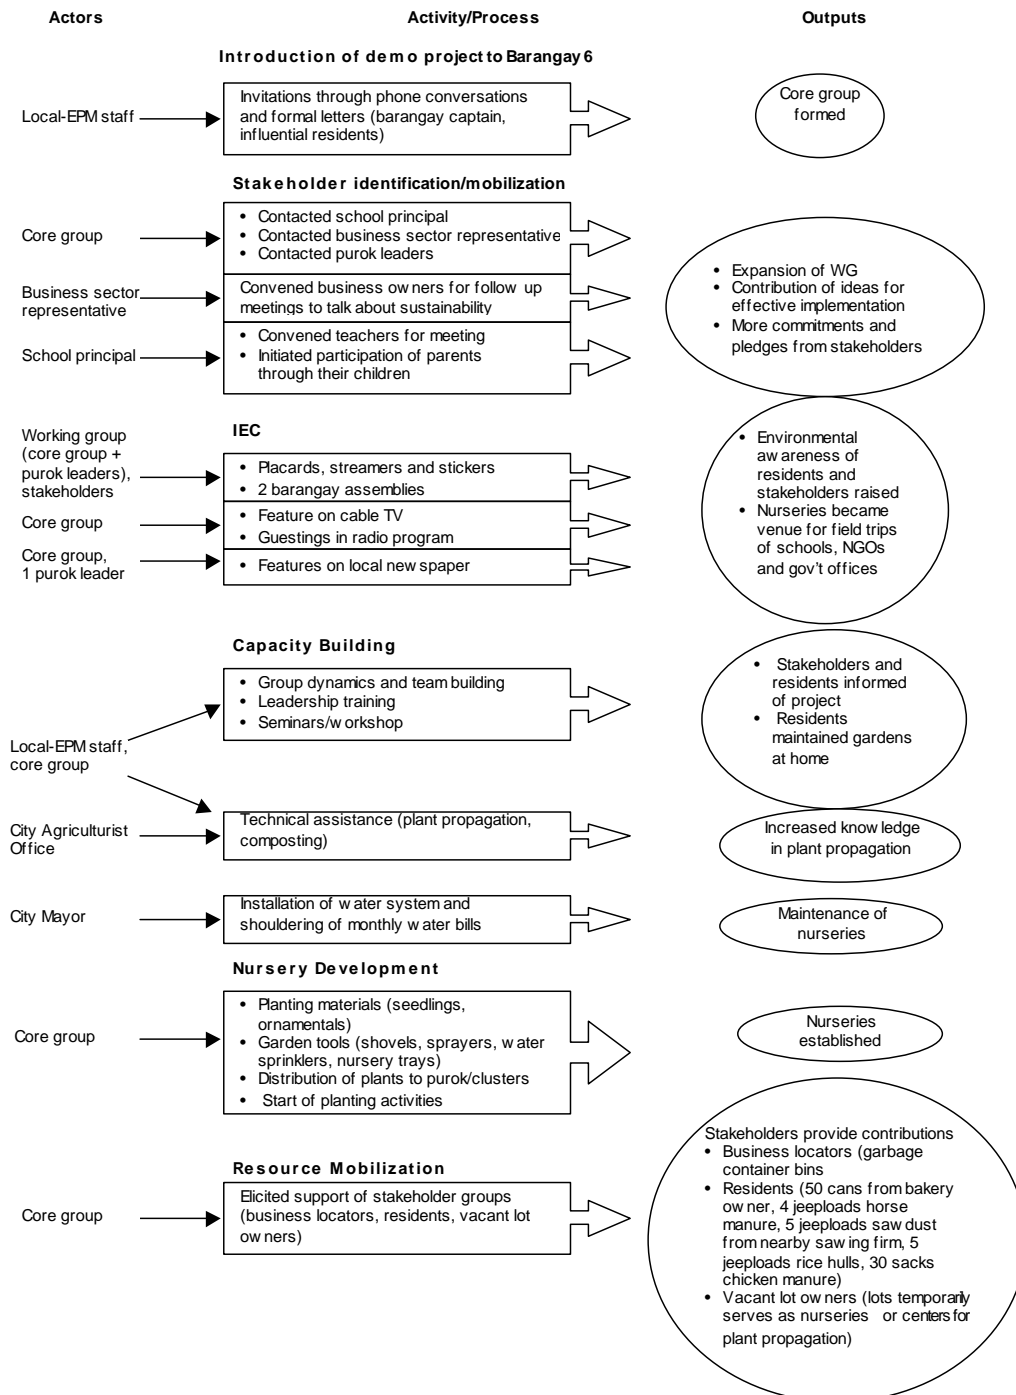 Actors
Activity/Process
Outputs
Introduction of demo project to Barangay 6
Local-EPM staff
Invitations through phone conversations
and formal letters (barangay captain,
influential residents)
Core group
formed
Stakeholder identification/mobilization
Core group
• Contacted school principal
• Contacted business sector representative
• Contacted purok leaders
Business sector
representative
Convened business owners for follow up
meetings to talk about sustainability
School principal
• Convened teachers for meeting
• Initiated participation of parents
through their children
• Expansion of WG
• Contribution of ideas for
effective implementation
• More commitments and
pledges from stakeholders
IEC
Working group
(core group +
purok leaders),
stakeholders
• Placards, streamers and stickers
• 2 barangay assemblies
Core group
• Feature on cable TV
• Guestings in radio program
Core group,
1 purok leader
• Features on local newspaper
• Environmental
awareness of
residents and
stakeholders raised
• Nurseries became
venue for field trips
of schools, NGOs
and gov't offices
Capacity Building
Local-EPM staff,
core group
• Group dynamics and team building
• Leadership training
• Seminars/workshop
• Stakeholders and
residents informed
of project
• Residents
maintained gardens
at home
City Agriculturist
Office
Technical assistance (plant propagation,
composting)
Increased knowledge
in plant propagation
City Mayor
Installation of water system and
shouldering of monthly water bills
Maintenance of
nurseries
Nursery Development
Core group
• Planting materials (seedlings,
ornamentals)
• Garden tools (shovels, sprayers, water
sprinklers, nursery trays)
• Distribution of plants to purok/clusters
• Start of planting activities
Nurseries
established
Resource Mobilization
Core group
Elicited support of stakeholder groups
(business locators, residents, vacant lot
owners)
Stakeholders provide contributions
• Business locators (garbage
container bins
• Residents (50 cans from bakery
owner, 4 jeeploads horse
manure, 5 jeeploads saw dust
from nearby sawing firm, 5
jeeploads rice hulls, 30 sacks
chicken manure)
• Vacant lot owners (lots temporarily
serves as nurseries or centers for
plant propagation)